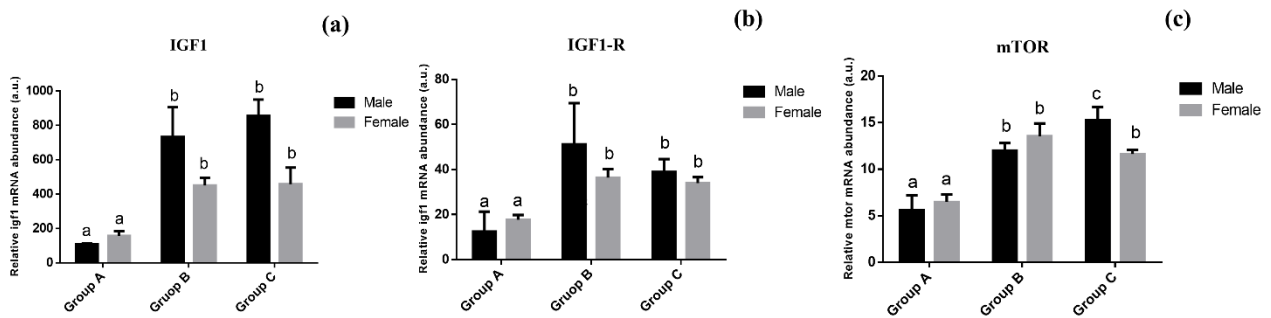 (a)
IGF1
Relative igf1 mRNA abundance (a.u.)
1000
800
600
400
200
0
a
a
b
b
b
b
Group A
Gruop B
Group C
Male
Female
(b)
IGF1-R
Relative igf1 mRNA abundance (a.u.)
80
60
40
20
0
a
a
b
b
b
b
Group A
Gruop B
Group C
Male
Female
(c)
mTOR
Relative mtor mRNA abundance (a.u.)
20
15
10
5
0
a
a
b
b
c
b
Group A
Group B
Group C
Male
Female